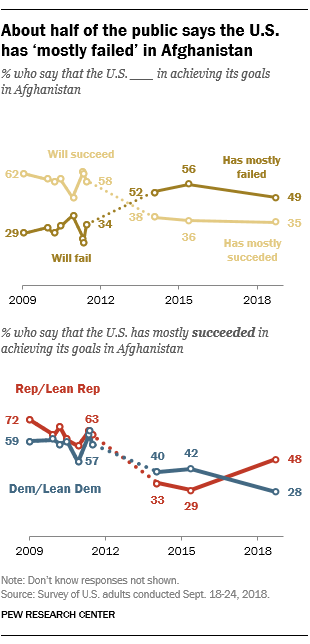 About half of the public says the U.S.
has ‘mostly failed’ in Afghanistan
% who say that the U.S. ___ in achieving its goals
in Afghanistan
Will succeed
62
58
29
34
Will fail
52
56
Has mostly
failed
49
38
36
35
Has mostly
succeded
2009
2012
2015
2018
% who say that the U.S. has mostly succeeded in
achieving its goals in Afghanistan
Rep/Lean Rep
72
63
59
57
Dem/Lean Dem
40
42
48
33
29
28
2009
2012
2015
2018
Note: Don’t know responses not shown.
Source: Survey of U.S. adults conducted Sept. 18-24, 2018.
PEW RESEARCH CENTER